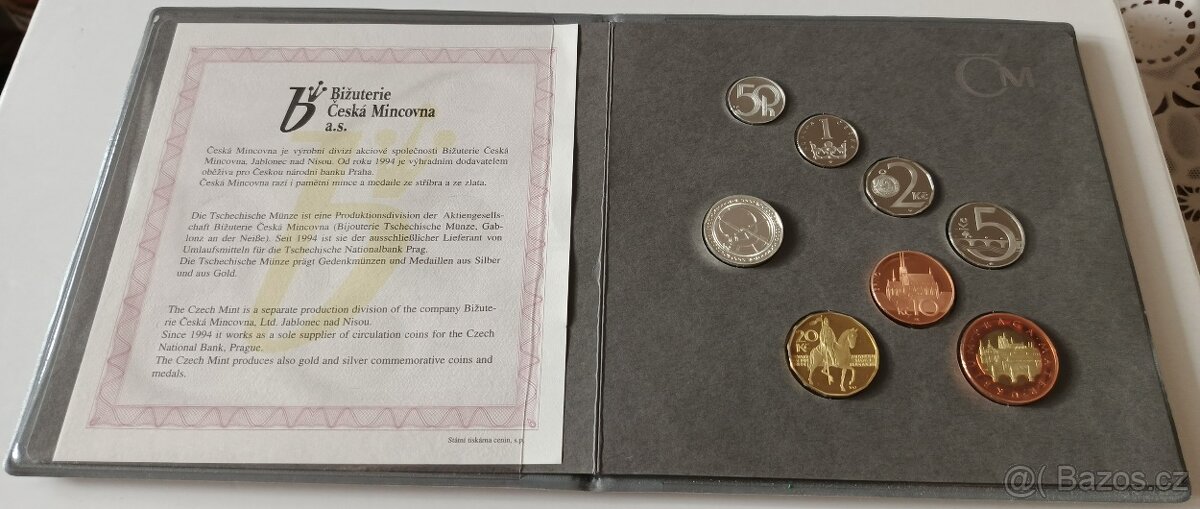 Bižuterie
Česká Mincovna
a.s.
Česká Mincovna je výrobní divizí akciové společnosti Bižuterie Česká
Mincovna, Jablonec nad Nisou. Od roku 1994 je výhradním dodavatelem
oběživa pro Českou národní banku Praha.
Česká Mincovna razí i pamětní mince a medaile ze stříbra a ze zlata.
Die Tschechische Münze ist eine Produktionsdivision der Aktiengesell-
schaft Bižuterie Česká Mincovna (Bijouterie Tschechische Münze, Gab-
lonz an der Neiße). Seit 1994 ist sie der ausschließlicher Lieferant von
Umlaufsmitteln für die Tschechische Nationalbank Prag.
Die Tschechische Münze prägt Gedenkmünzen und Medaillen aus Silber
und aus Gold.
The Czech Mint is a separate production division of the company Bižute-
rie Česká Mincovna, Ltd. Jablonec nad Nisou.
Since 1994 it works as a sole supplier of circulation coins for the Czech
National Bank, Prague.
The Czech Mint produces also gold and silver commemorative coins and
medals.
Státní tiskárna cenin, s.p.
ČM
50h
1
2
Kč
Kč
5
10
Kč
20
Kč
PRAGA MATER
50 Kč
Bazos.cz